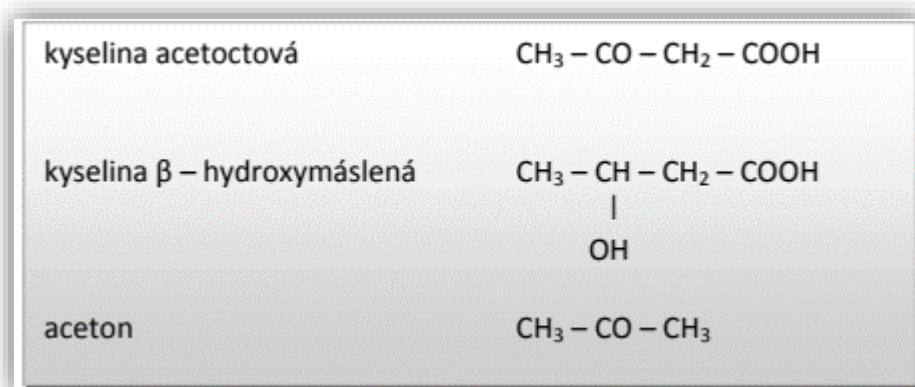 kyselina acetoctová CH₃ – CO – CH₂ – COOH
kyselina β – hydroxymáslená CH₃ – CH – CH₂ – COOH
|
OH
aceton CH₃ – CO – CH₃